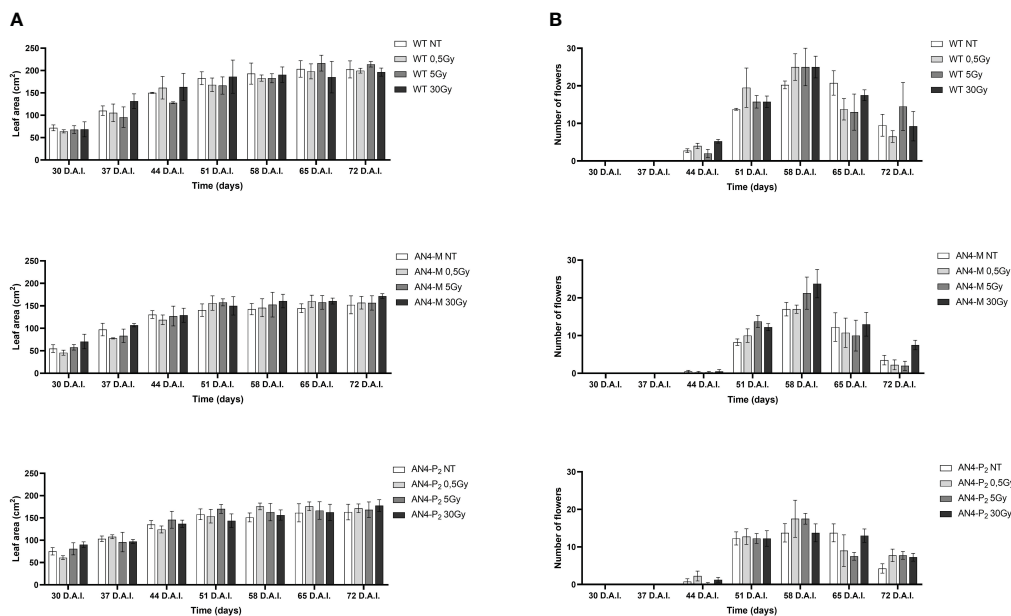 A
B
WT NT
WT 0,5Gy
WT 5Gy
WT 30Gy
Leaf area (cm²)
250
200
150
100
50
0
30 D.A.I. 37 D.A.I. 44 D.A.I. 51 D.A.I. 58 D.A.I. 65 D.A.I. 72 D.A.I.
Time (days)
WT NT
WT 0,5Gy
WT 5Gy
WT 30Gy
Number of flowers
30
20
10
0
30 D.A.I. 37 D.A.I. 44 D.A.I. 51 D.A.I. 58 D.A.I. 65 D.A.I. 72 D.A.I.
Time (days)
AN4-M NT
AN4-M 0,5Gy
AN4-M 5Gy
AN4-M 30Gy
Leaf area (cm²)
250
200
150
100
50
0
30 D.A.I. 37 D.A.I. 44 D.A.I. 51 D.A.I. 58 D.A.I. 65 D.A.I. 72 D.A.I.
Time (days)
AN4-M NT
AN4-M 0,5Gy
AN4-M 5Gy
AN4-M 30Gy
Number of flowers
30
20
10
0
30 D.A.I. 37 D.A.I. 44 D.A.I. 51 D.A.I. 58 D.A.I. 65 D.A.I. 72 D.A.I.
Time (days)
AN4-P₂ NT
AN4-P₂ 0,5Gy
AN4-P₂ 5Gy
AN4-P₂ 30Gy
Leaf area (cm²)
250
200
150
100
50
0
30 D.A.I. 37 D.A.I. 44 D.A.I. 51 D.A.I. 58 D.A.I. 65 D.A.I. 72 D.A.I.
Time (days)
AN4-P₂ NT
AN4-P₂ 0,5Gy
AN4-P₂ 5Gy
AN4-P₂ 30Gy
Number of flowers
30
20
10
0
30 D.A.I. 37 D.A.I. 44 D.A.I. 51 D.A.I. 58 D.A.I. 65 D.A.I. 72 D.A.I.
Time (days)